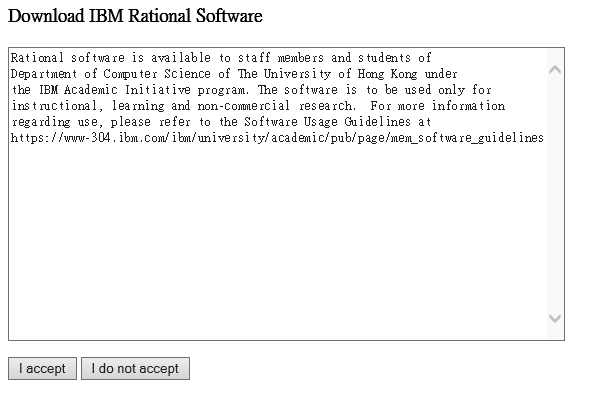 Download IBM Rational Software
Rational software is available to staff members and students of
Department of Computer Science of The University of Hong Kong under
the IBM Academic Initiative program. The software is to be used only for
instructional, learning and non-commercial research.  For more information
regarding use, please refer to the Software Usage Guidelines at
https://www-304.ibm.com/ibm/university/academic/pub/page/mem_software_guidelines
I accept I do not accept